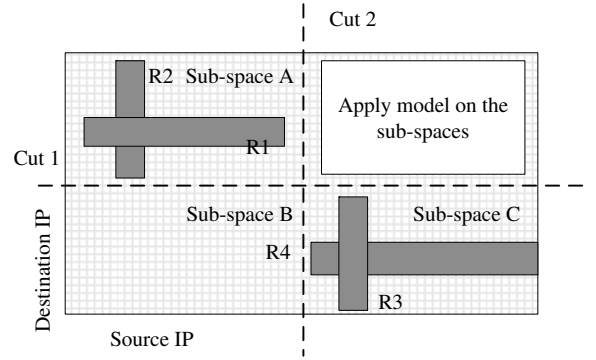 Cut 2
R2
Sub-space A
Apply model on the
sub-spaces
R1
Cut 1
Sub-space B
Sub-space C
R4
R3
Destination IP
Source IP